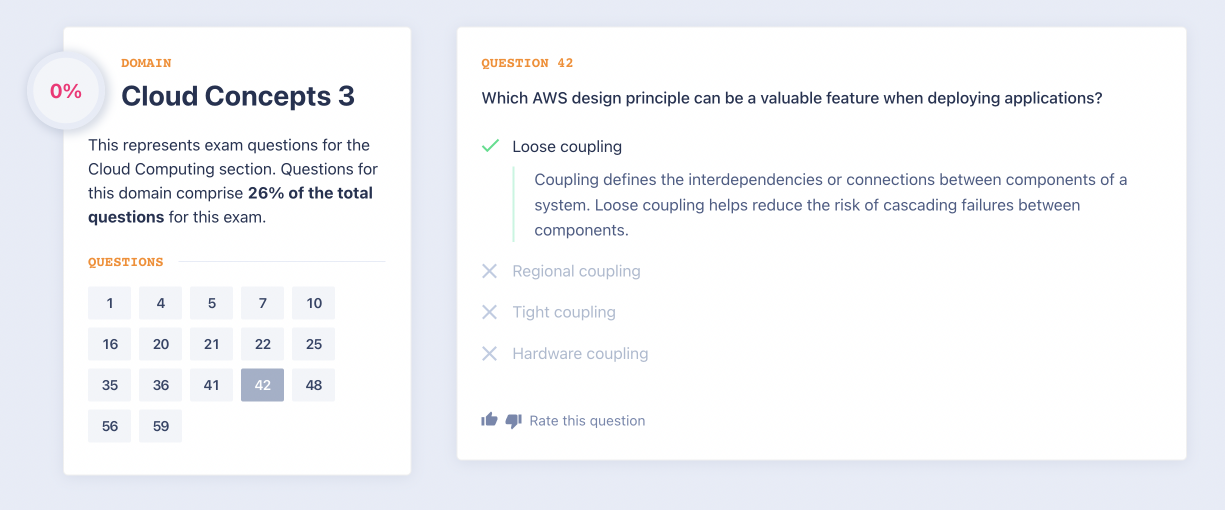 0%
DOMAIN
Cloud Concepts 3
This represents exam questions for the
Cloud Computing section. Questions for
this domain comprise 26% of the total
questions for this exam.
QUESTIONS
1 4 5 7 10
16 20 21 22 25
35 36 41 42 48
56 59
QUESTION 42
Which AWS design principle can be a valuable feature when deploying applications?
Loose coupling
Coupling defines the interdependencies or connections between components of a
system. Loose coupling helps reduce the risk of cascading failures between
components.
Regional coupling
Tight coupling
Hardware coupling
Rate this question